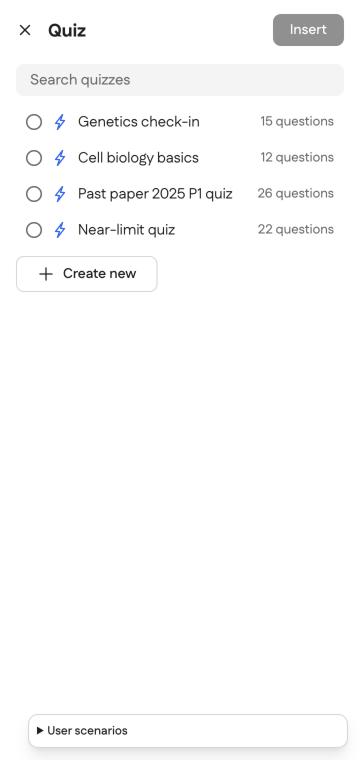 Quiz
Insert
Search quizzes
Genetics check-in 15 questions
Cell biology basics 12 questions
Past paper 2025 P1 quiz 26 questions
Near-limit quiz 22 questions
Create new
User scenarios